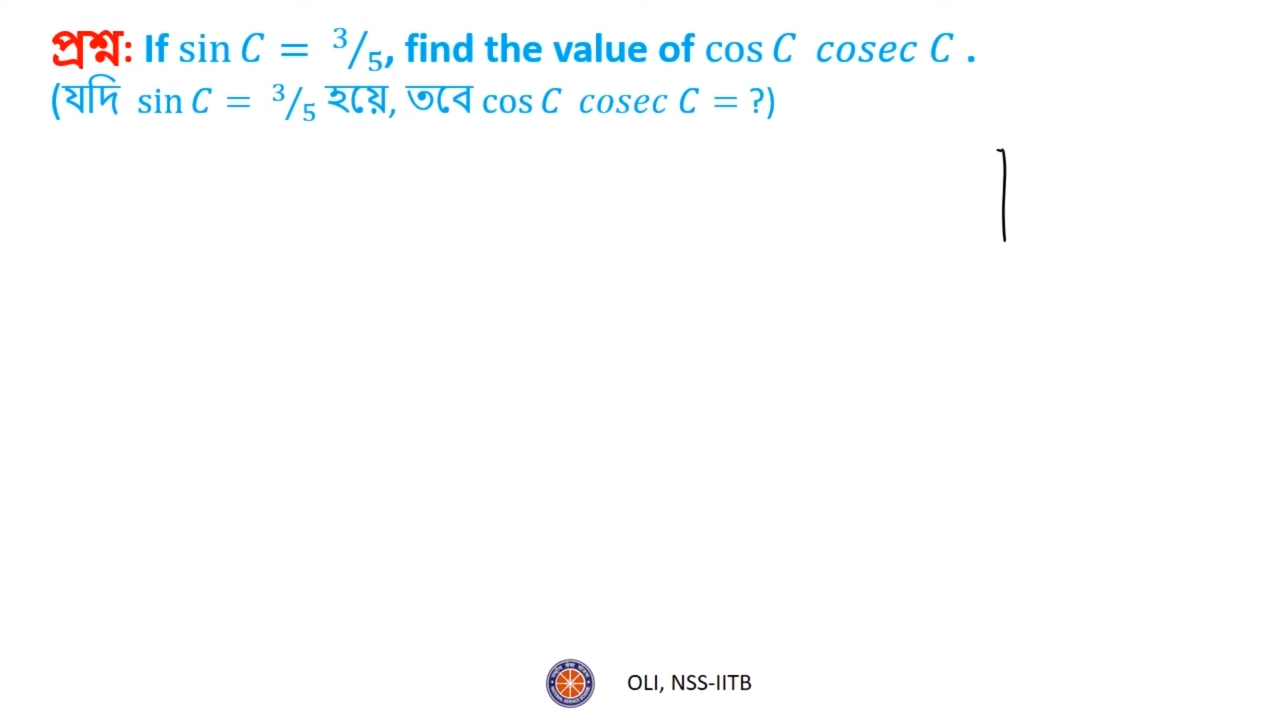 প্রশ্ন: If sin C = 3/5, find the value of cos C cosec C .
(যদি sin C = 3/5 হয়ে, তবে cos C cosec C = ?)
OLI, NSS-IITB